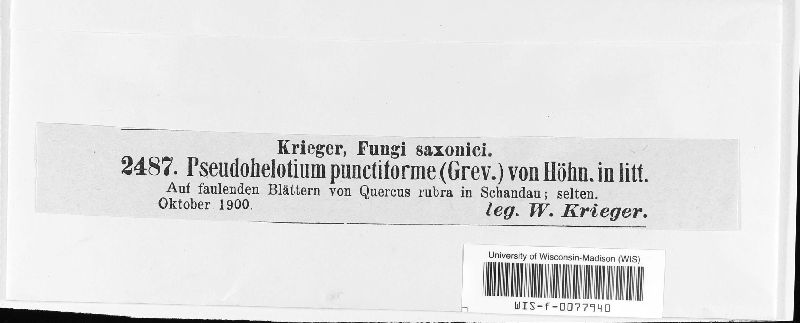 Krieger, Fungi saxonici.
2487. Pseudohelotium punctiforme (Grev.) von Höhn. in litt.
Auf faulenden Blättern von Quercus rubra in Schandau; selten.
Oktober 1900.
leg. W. Krieger.
University of Wisconsin-Madison (WIS)
WIS-f-0077940